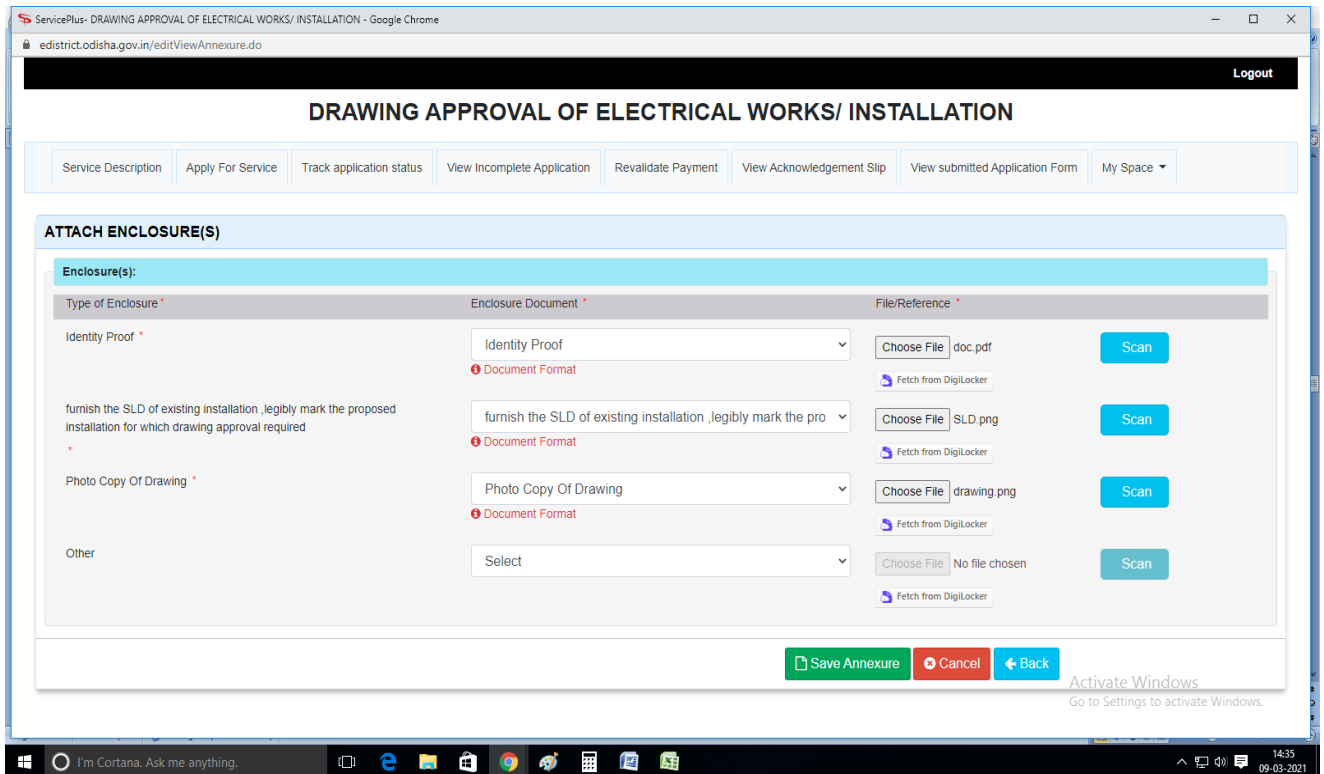 ServicePlus- DRAWING APPROVAL OF ELECTRICAL WORKS/ INSTALLATION - Google Chrome
edistrict.odisha.gov.in/editViewAnnexure.do
Logout
DRAWING APPROVAL OF ELECTRICAL WORKS/ INSTALLATION
Service Description Apply For Service Track application status View Incomplete Application Revalidate Payment View Acknowledgement Slip View submitted Application Form My Space
ATTACH ENCLOSURE(S)
Enclosure(s):
Type of Enclosure * Enclosure Document * File/Reference *
Identity Proof * Identity Proof Choose File doc.pdf Scan
Document Format
Fetch from DigiLocker
furnish the SLD of existing installation ,legibly mark the proposed
installation for which drawing approval required
*
furnish the SLD of existing installation ,legibly mark the pro Choose File SLD.png Scan
Document Format
Fetch from DigiLocker
Photo Copy Of Drawing * Photo Copy Of Drawing Choose File drawing.png Scan
Document Format
Fetch from DigiLocker
Other Select Choose File No file chosen Scan
Fetch from DigiLocker
Save Annexure Cancel Back
Activate Windows
Go to Settings to activate Windows.
I'm Cortana. Ask me anything.
14:35
09-03-2021